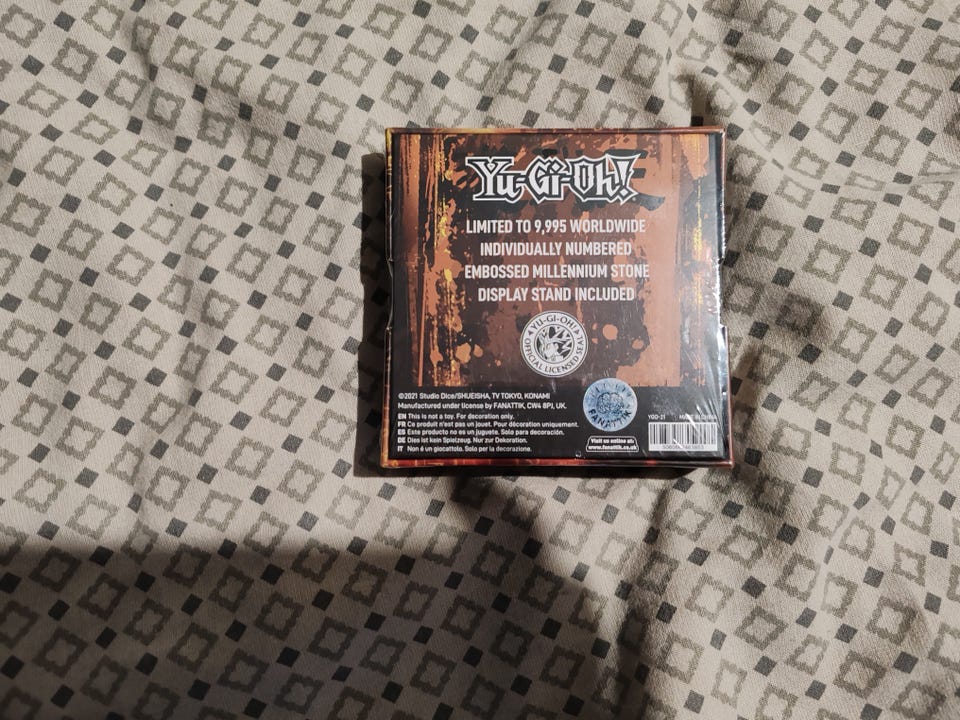 Yu-Gi-Oh!
LIMITED TO 9,995 WORLDWIDE
INDIVIDUALLY NUMBERED
EMBOSSED MILLENNIUM STONE
DISPLAY STAND INCLUDED
YU-GI-OH!
OFFICIAL LICENSED SEAL
©2021 Studio Dice/SHUEISHA, TV TOKYO, KONAMI
Manufactured under license by FANATTIK, CW4 8PJ, UK.
EN This is not a toy. For decoration only.
FR Ce produit n'est pas un jouet. Pour décoration uniquement.
ES Este producto no es un juguete. Solo para decoración.
DE Dies ist kein Spielzeug. Nur zur Dekoration.
IT Non é un giocattolo. Solo per la decorazione.
FANATTIK
Visit us online at:
www.fanattik.co.uk
YGO-21 MADE IN CHINA